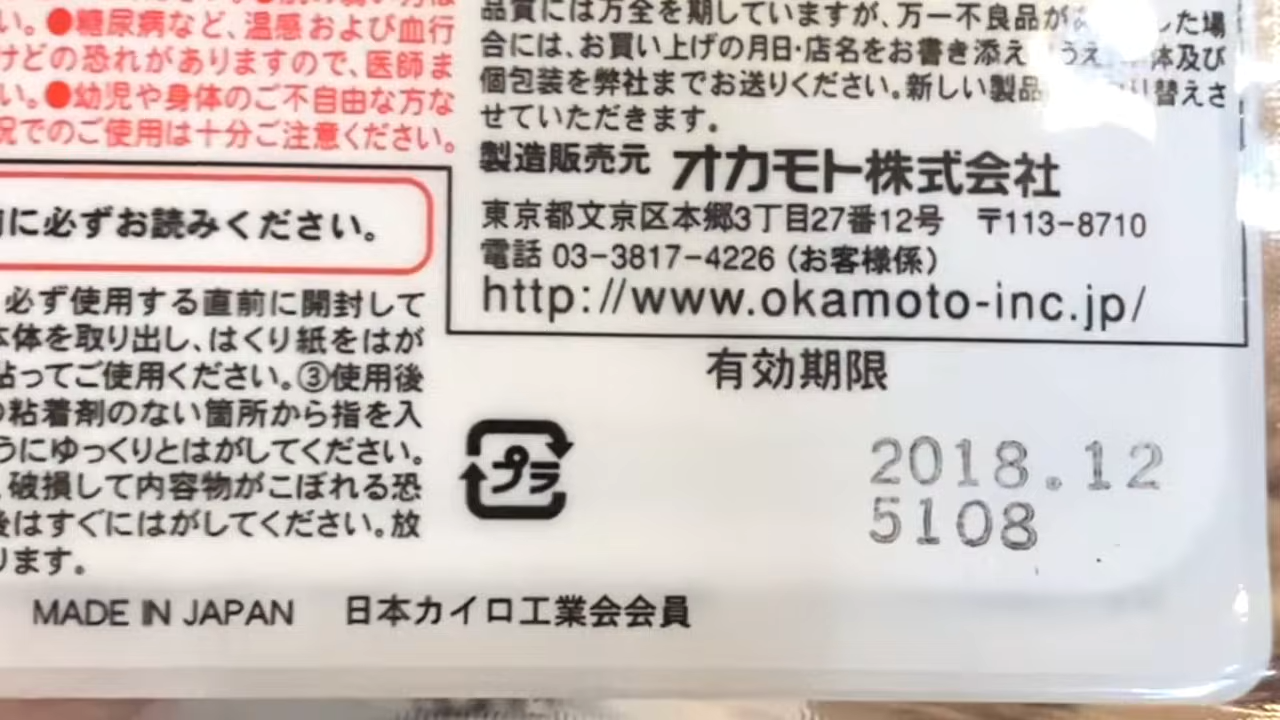 い。●糖尿病など、温感および血行
けどの恐れがありますので、医師ま
い。●幼児や身体のご不自由な方な
況でのご使用は十分ご注意ください。
に必ずお読みください。
必ず使用する直前に開封して
本体を取り出し、はくり紙をはが
貼ってご使用ください。③使用後
の粘着剤のない箇所から指を入
うにゆっくりとはがしてください。
破損して内容物がこぼれる恐
後はすぐにはがしてください。放
ります。
品質には万全を期していますが、万一不良品が した場
合には、お買い上げの月日・店名をお書き添え うえ 体及び
個包装を弊社までお送りください。新しい製品 り替えさ
せていただきます。
製造販売元 オカモト株式会社
東京都文京区本郷3丁目27番12号 〒113-8710
電話 03-3817-4226（お客様係）
http://www.okamoto-inc.jp/
有効期限
プラ
2018.12
5108
MADE IN JAPAN 日本カイロ工業会会員